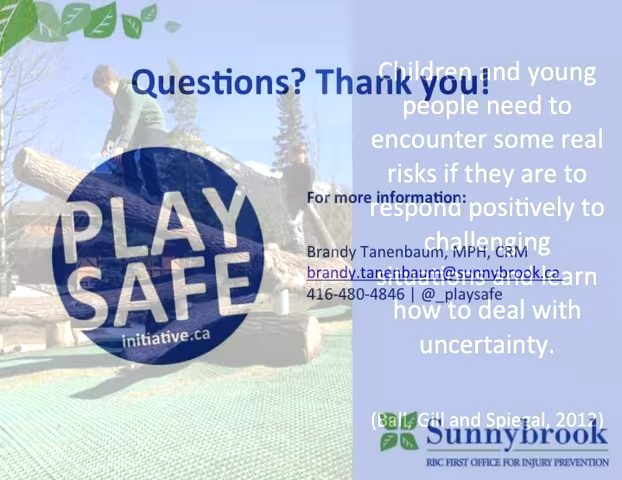 Questions? Thank you!
Children and young
people need to
encounter some real
risks if they are to
respond positively to
challenging
situations and learn
how to deal with
uncertainty.
(Ball, Gill and Spiegal, 2012)
For more information:
Brandy Tanenbaum, MPH, CRM
brandy.tanenbaum@sunnybrook.ca
416-480-4846 | @_playsafe
PLAY
SAFE
initiative.ca
Sunnybrook
RBC FIRST OFFICE FOR INJURY PREVENTION